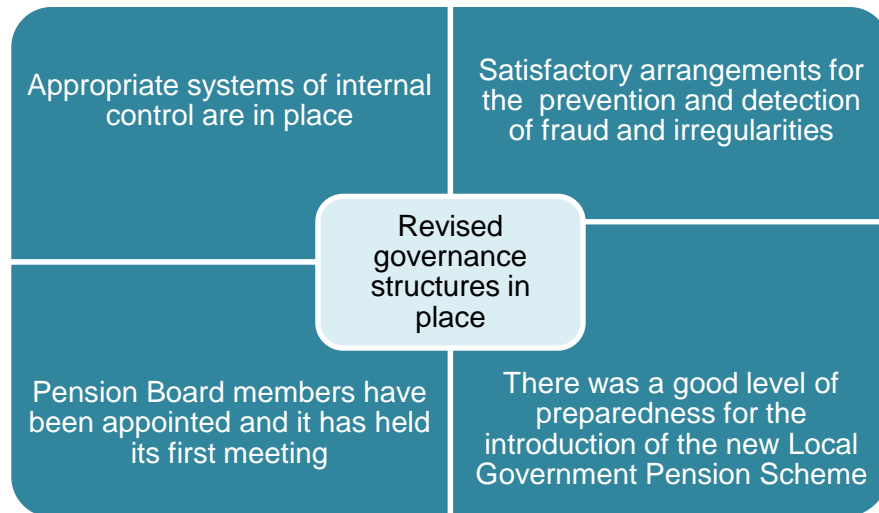 Appropriate systems of internal
control are in place
Satisfactory arrangements for
the prevention and detection
of fraud and irregularities
Revised
governance
structures in
place
Pension Board members have
been appointed and it has held
its first meeting
There was a good level of
preparedness for the
introduction of the new Local
Government Pension Scheme